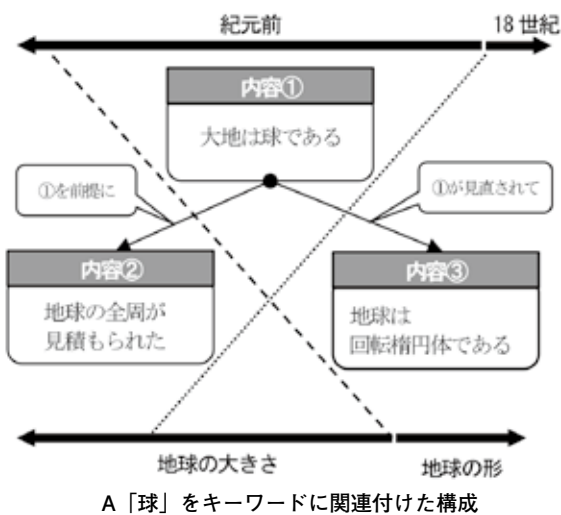 紀元前
18 世紀
内容①
大地は球である
①を前提に
①が見直されて
内容②
地球の全周が
見積もられた
内容③
地球は
回転楕円体である
地球の大きさ
地球の形
A「球」をキーワードに関連付けた構成